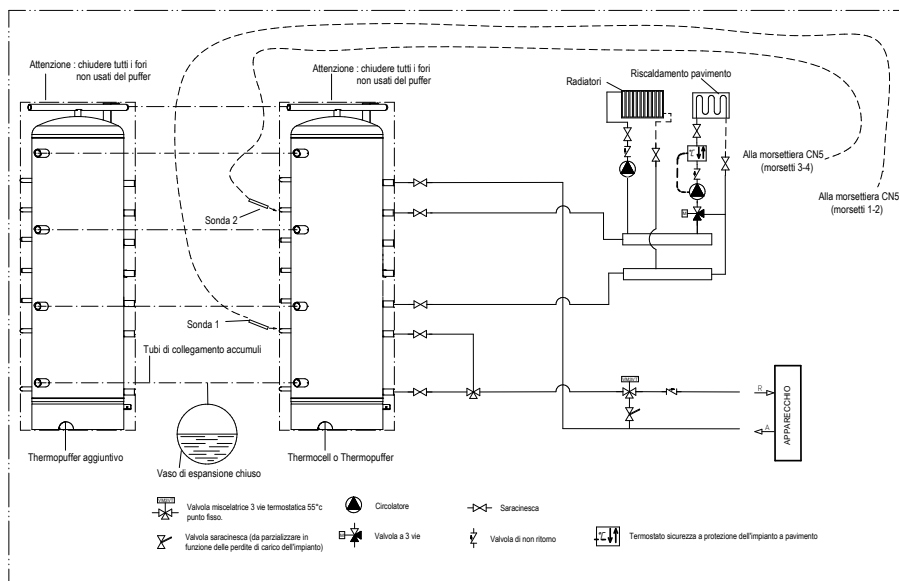 Attenzione : chiudere tutti i fori
non usati del puffer
Attenzione : chiudere tutti i fori
non usati del puffer
Radiatori
Riscaldamento pavimento
°C
Alla morsettiera CN5
(morsetti 3-4)
Alla morsettiera CN5
(morsetti 1-2)
Sonda 2
M
Sonda 1
Tubi di collegamento accumuli
VMIX/T
R
A
APPARECCHIO
Thermopuffer aggiuntivo
Vaso di espansione chiuso
Thermocell o Thermopuffer
VMIX/T
Valvola miscelatrice 3 vie termostatica 55°c
punto fisso.
Circolatore
Saracinesca
Valvola saracinesca (da parzializzare in
funzione delle perdite di carico dell'impianto)
M
Valvola a 3 vie
Valvola di non ritorno
°C
Termostato sicurezza a protezione dell'impianto a pavimento